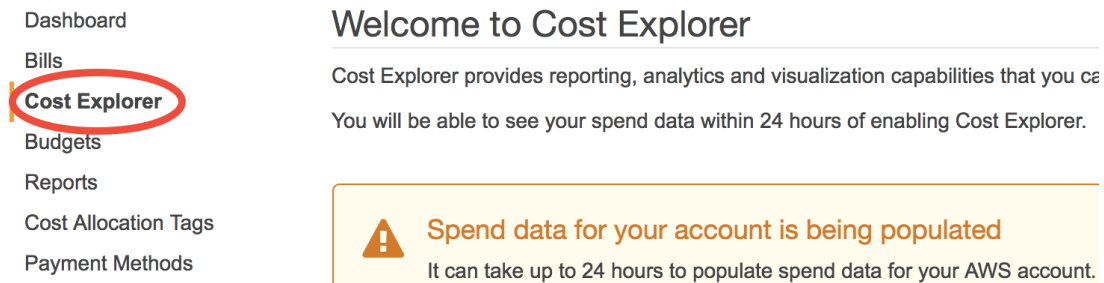 Dashboard
Bills
Cost Explorer
Budgets
Reports
Cost Allocation Tags
Payment Methods
Welcome to Cost Explorer
Cost Explorer provides reporting, analytics and visualization capabilities that you ca
You will be able to see your spend data within 24 hours of enabling Cost Explorer.
Spend data for your account is being populated
It can take up to 24 hours to populate spend data for your AWS account.